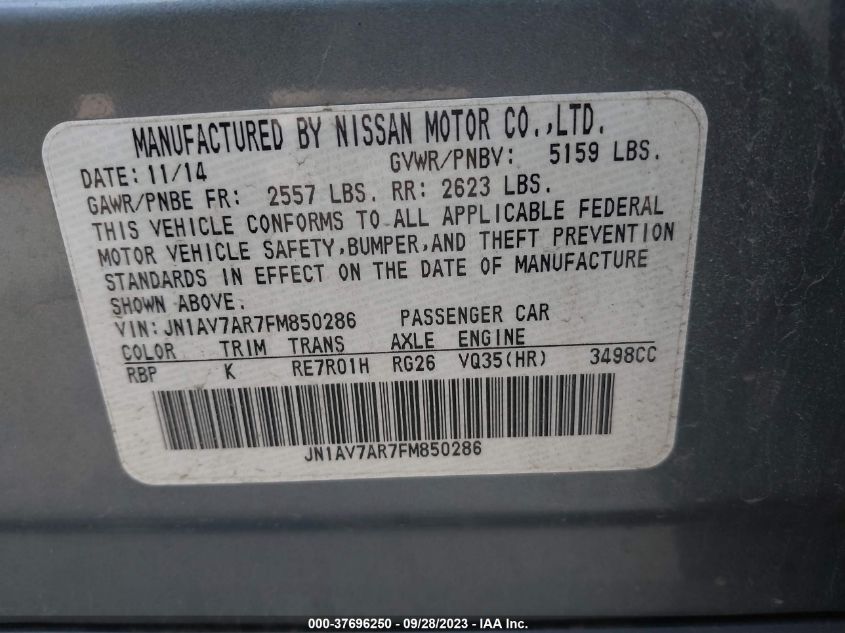 MANUFACTURED BY NISSAN MOTOR CO.,LTD.
DATE: 11/14 GVWR/PNBV: 5159 LBS.
GAWR/PNBE FR: 2557 LBS. RR: 2623 LBS.
THIS VEHICLE CONFORMS TO ALL APPLICABLE FEDERAL
MOTOR VEHICLE SAFETY,BUMPER,AND THEFT PREVENTION
STANDARDS IN EFFECT ON THE DATE OF MANUFACTURE
SHOWN ABOVE.
VIN: JN1AV7AR7FM850286 PASSENGER CAR
COLOR TRIM TRANS AXLE ENGINE
RBP K RE7R01H RG26 VQ35(HR) 3498CC
JN1AV7AR7FM850286
000-37696250 - 09/28/2023 - IAA Inc.